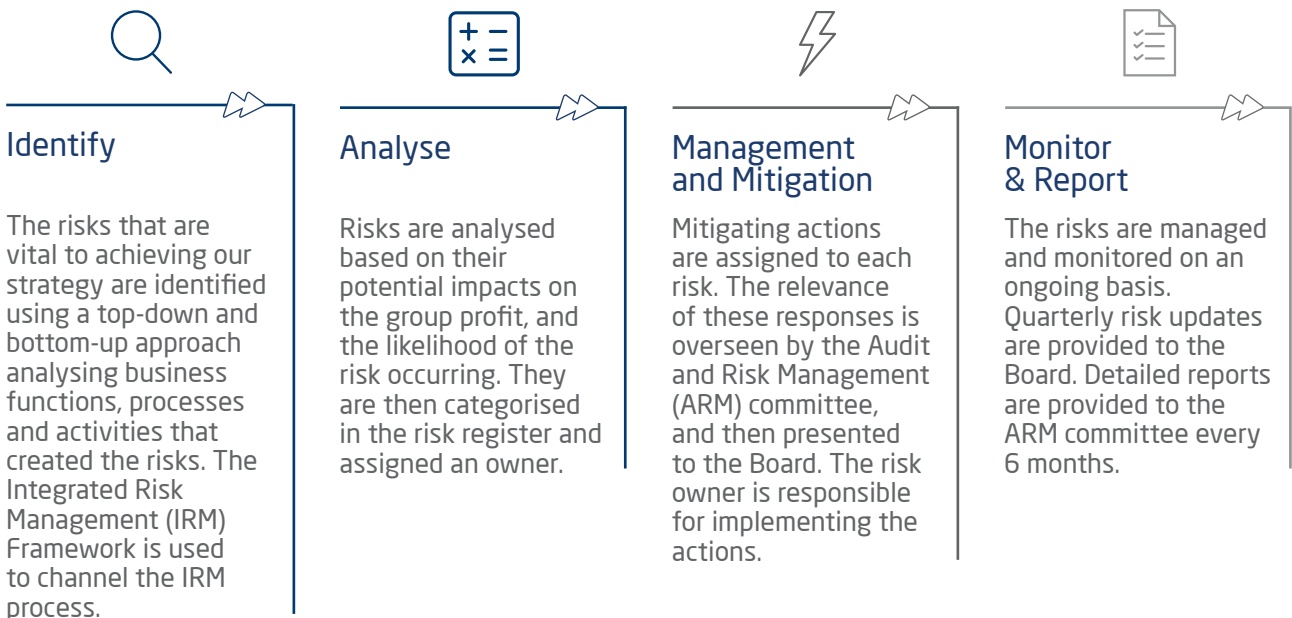 Identify
The risks that are
vital to achieving our
strategy are identified
using a top-down and
bottom-up approach
analysing business
functions, processes
and activities that
created the risks. The
Integrated Risk
Management (IRM)
Framework is used
to channel the IRM
process.
Analyse
Risks are analysed
based on their
potential impacts on
the group profit, and
the likelihood of the
risk occurring. They
are then categorised
in the risk register and
assigned an owner.
Management
and Mitigation
Mitigating actions
are assigned to each
risk. The relevance
of these responses is
overseen by the Audit
and Risk Management
(ARM) committee,
and then presented
to the Board. The risk
owner is responsible
for implementing the
actions.
Monitor
& Report
The risks are managed
and monitored on an
ongoing basis.
Quarterly risk updates
are provided to the
Board. Detailed reports
are provided to the
ARM committee every
6 months.